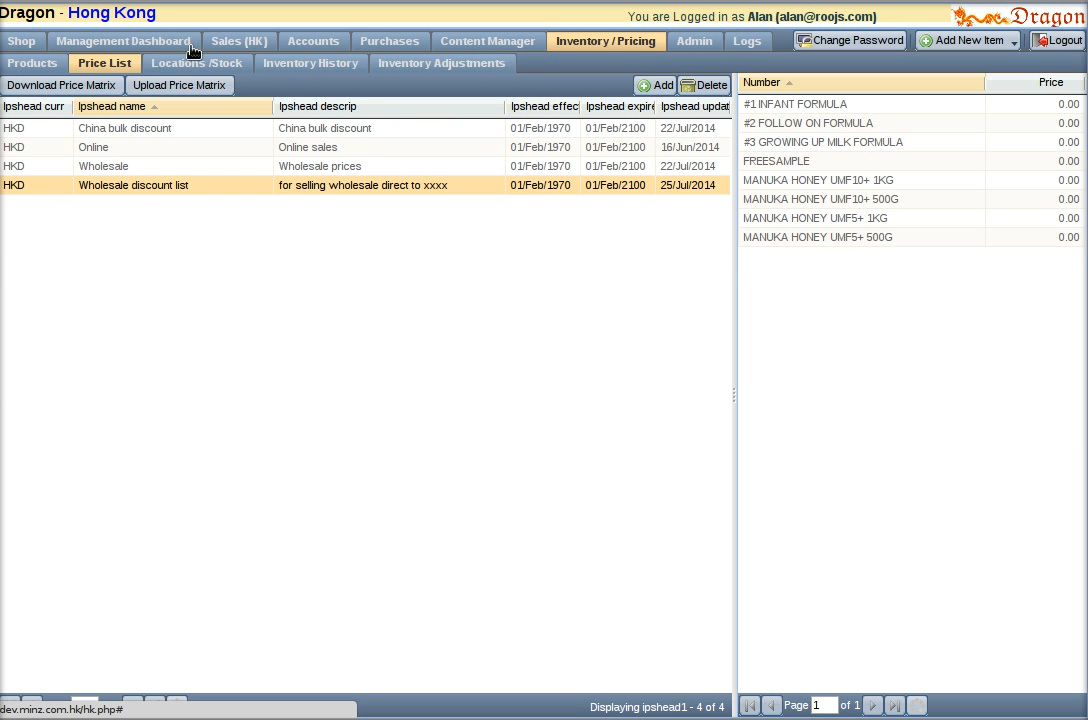 Dragon - Hong Kong
You are Logged in as Alan (alan@roojs.com)
Dragon
Shop Management Dashboard Sales (HK) Accounts Purchases Content Manager Inventory / Pricing Admin Logs Change Password Add New Item Logout
Products Price List Locations /Stock Inventory History Inventory Adjustments
Download Price Matrix Upload Price Matrix Add Delete
Ipshead curr Ipshead name Ipshead descrip Ipshead effec Ipshead expire Ipshead updat
HKD China bulk discount China bulk discount 01/Feb/1970 01/Feb/2100 22/Jul/2014
HKD Online Online sales 01/Feb/1970 01/Feb/2100 16/Jun/2014
HKD Wholesale Wholesale prices 01/Feb/1970 01/Feb/2100 22/Jul/2014
HKD Wholesale discount list for selling wholesale direct to xxxx 01/Feb/1970 01/Feb/2100 25/Jul/2014
Number Price
#1 INFANT FORMULA 0.00
#2 FOLLOW ON FORMULA 0.00
#3 GROWING UP MILK FORMULA 0.00
FREESAMPLE 0.00
MANUKA HONEY UMF10+ 1KG 0.00
MANUKA HONEY UMF10+ 500G 0.00
MANUKA HONEY UMF5+ 1KG 0.00
MANUKA HONEY UMF5+ 500G 0.00
dev.minz.com.hk/hk.php#
Displaying ipshead1 - 4 of 4
Page 1 of 1